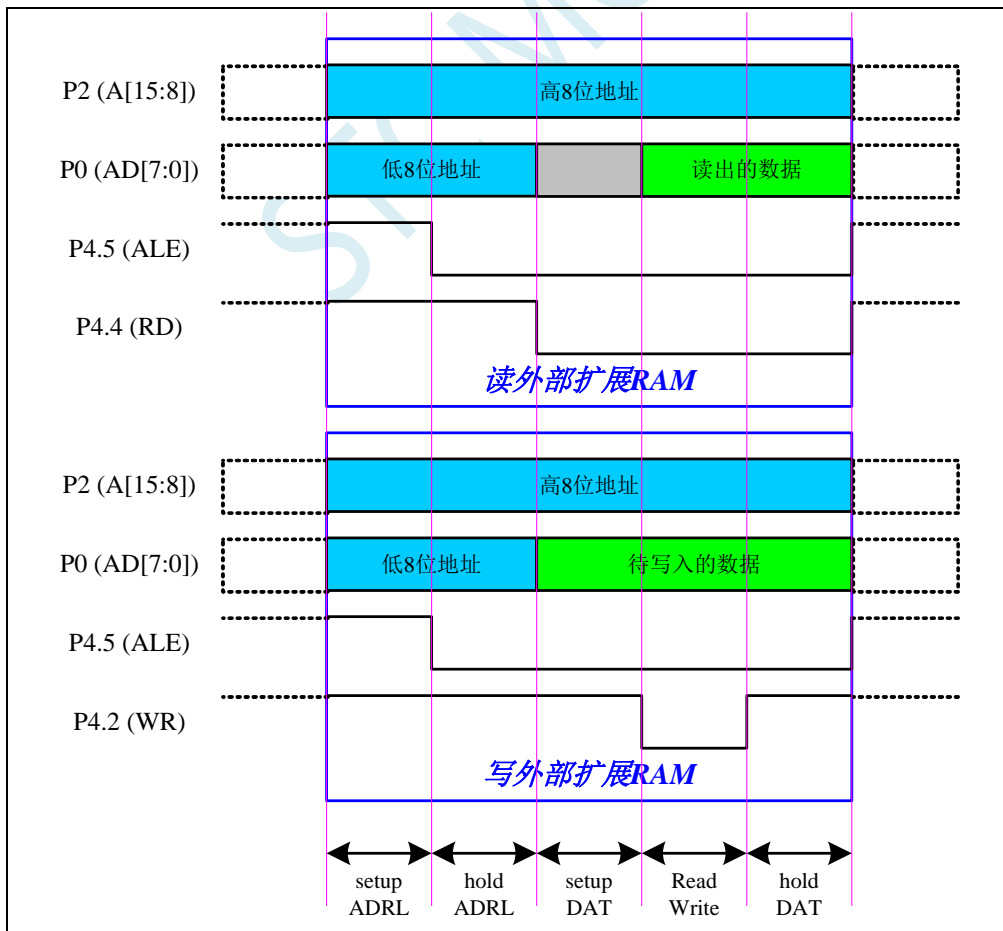 P2 (A[15:8])
高8位地址
P0 (AD[7:0])
低8位地址
读出的数据
P4.5 (ALE)
P4.4 (RD)
读外部扩展RAM
P2 (A[15:8])
高8位地址
P0 (AD[7:0])
低8位地址
待写入的数据
P4.5 (ALE)
P4.2 (WR)
写外部扩展RAM
setup
ADRL
hold
ADRL
setup
DAT
Read
Write
hold
DAT